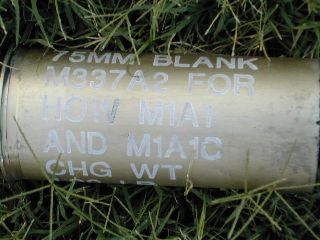 75MM BLANK
M337A2 FOR
HOW M1A1
AND M1A1C
CHG WT